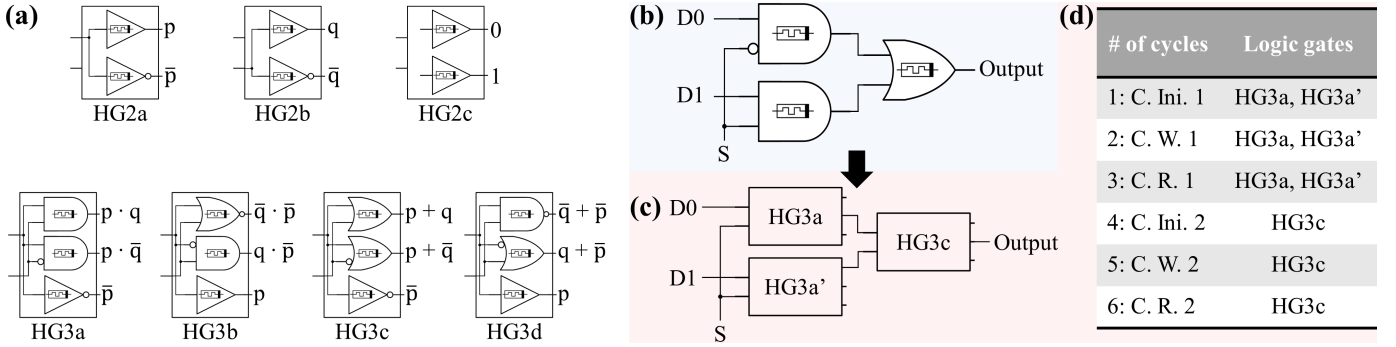 (a)
p
p̄
HG2a
q
q̄
HG2b
0
1
HG2c
p · q
p · q̄
p̄
HG3a
q̄ · p̄
q · p̄
p
HG3b
p + q
p + q̄
p̄
HG3c
q̄ + p̄
q + p̄
p
HG3d
(b)
D0
D1
S
Output
(c)
D0
HG3a
HG3c
Output
D1
HG3a’
S
(d)
# of cycles Logic gates
1: C. Ini. 1 HG3a, HG3a’
2: C. W. 1 HG3a, HG3a’
3: C. R. 1 HG3a, HG3a’
4: C. Ini. 2 HG3c
5: C. W. 2 HG3c
6: C. R. 2 HG3c